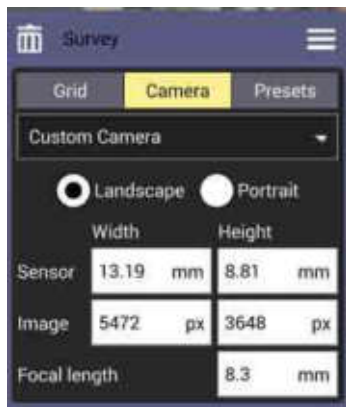 Survey
Grid Camera Presets
Custom Camera
Landscape Portrait
Width Height
Sensor 13.19 mm 8.81 mm
Image 5472 px 3648 px
Focal length 8.3 mm